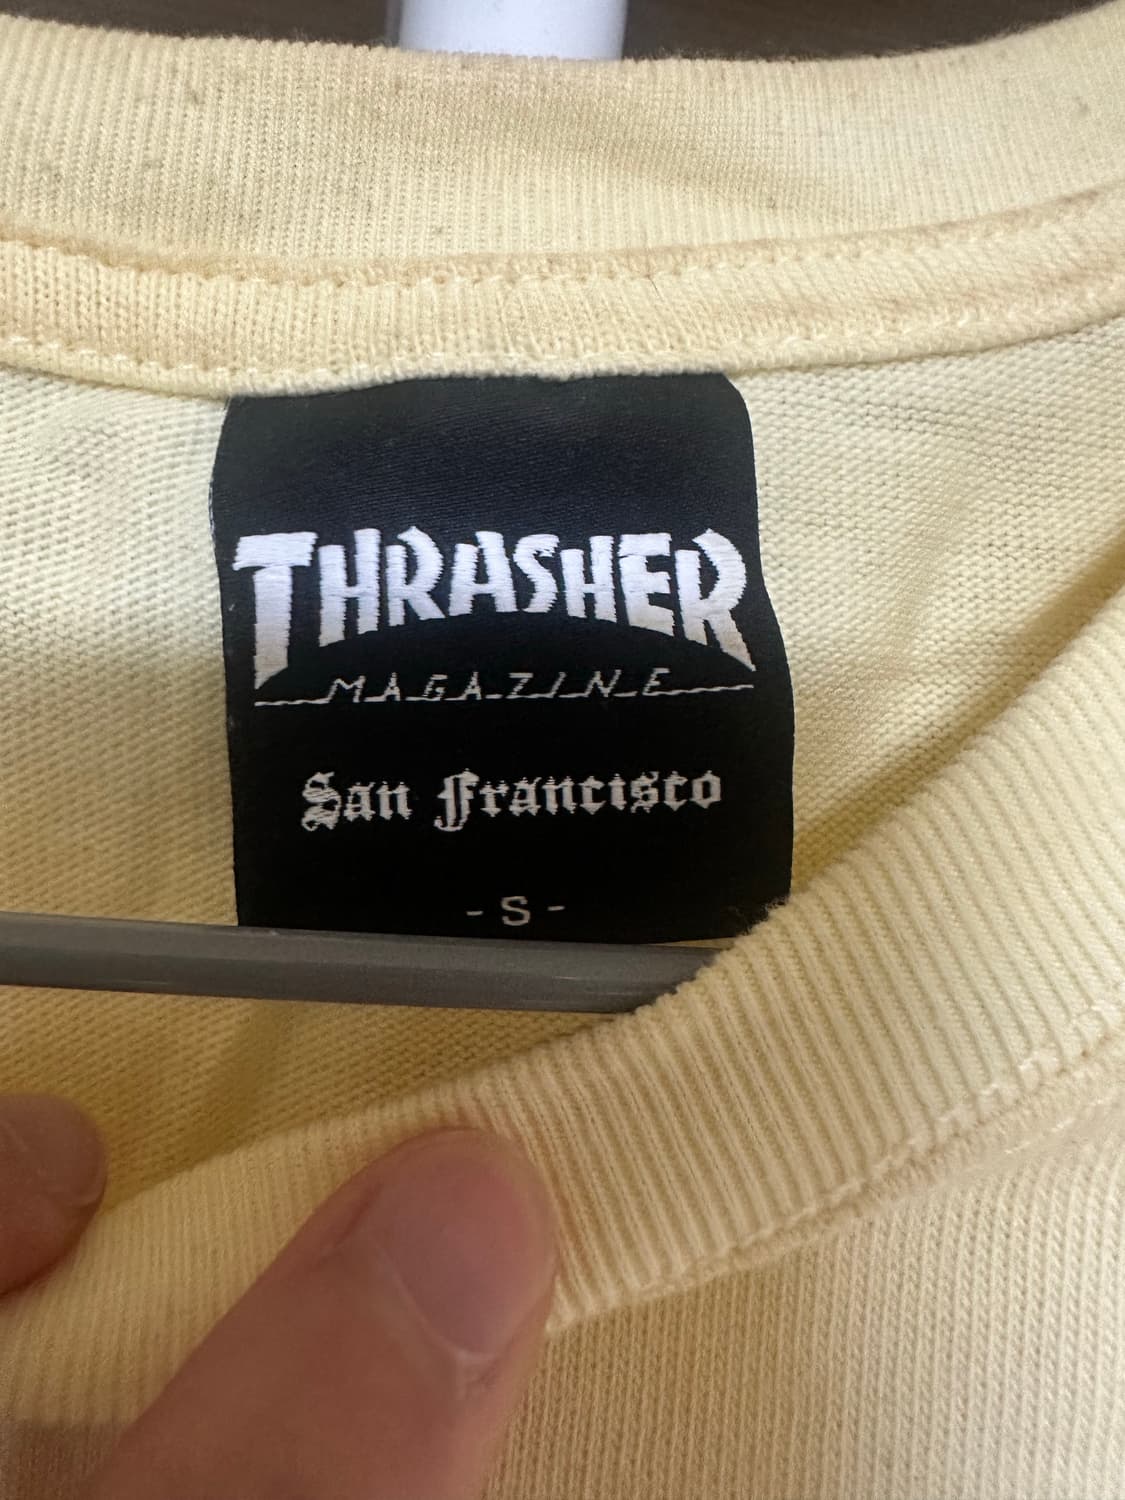 THRASHER
MAGAZINE
San Francisco
- S -